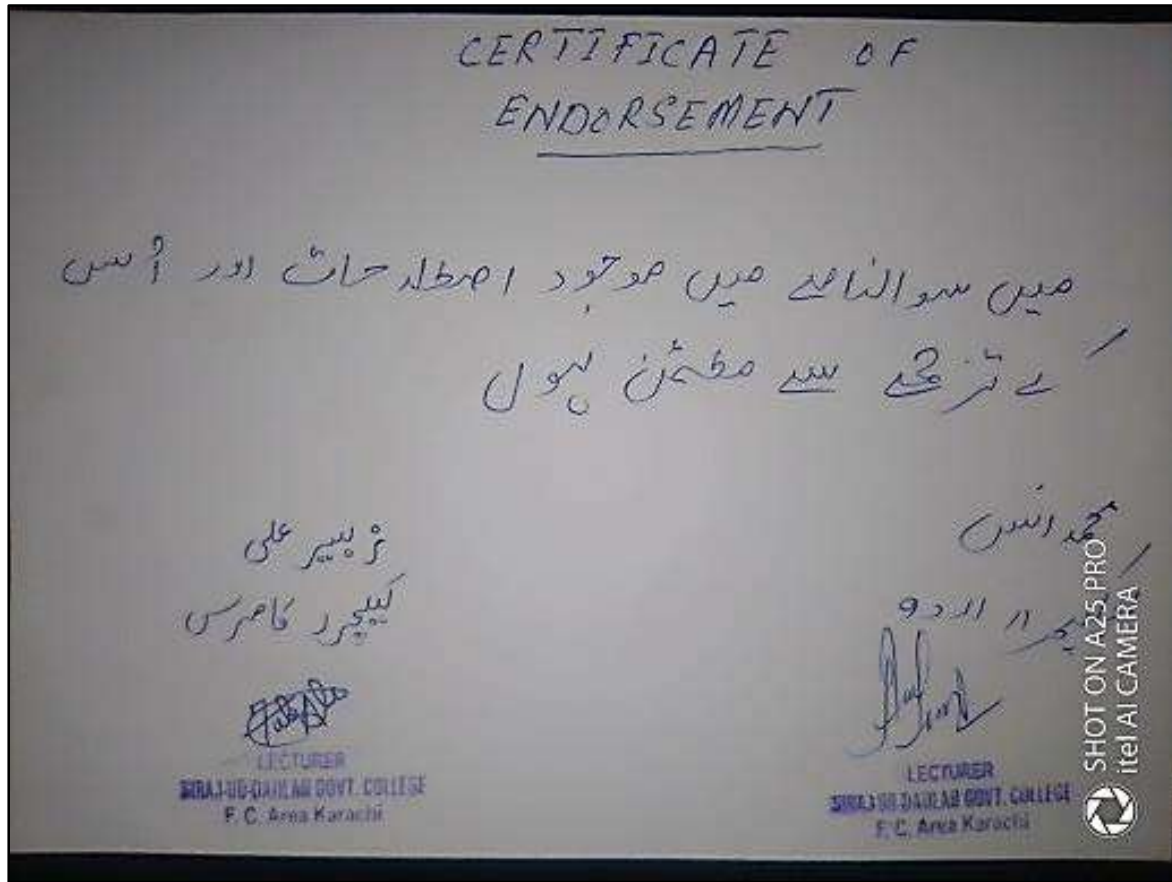 CERTIFICATE OF
ENDORSEMENT
میں سوالنامے میں موجود اصطلاحات اور اُس
کے ترجمے سے مطمئن ہوں
محمد انس
اردو
LECTURER
SIRAJ-UD-DAULAH GOVT. COLLEGE
F. C. Area Karachi
زبیر علی
لیکچرر کامرس
LECTURER
SIRAJ-UD-DAULAH GOVT. COLLEGE
F. C. Area Karachi
SHOT ON A25 PRO
itel AI CAMERA